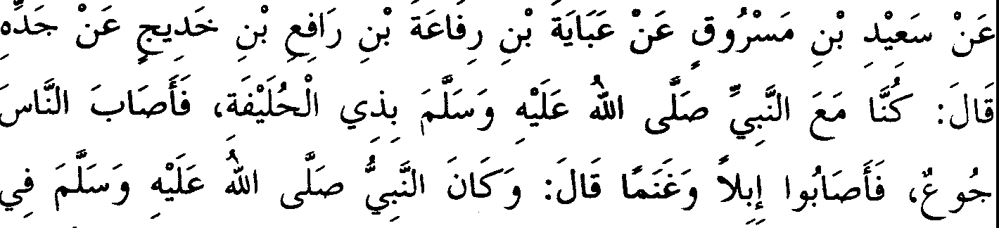 عَنْ سَعِيْدِ بْنِ مَسْرُوقٍ عَنْ عَبَايَةَ بْنِ رِفَاعَةَ بْنِ رَافِعِ بْنِ خَدِيجٍ عَنْ جَدِّهِ
قَالَ: كُنَّا مَعَ النَّبِيِّ صَلَّى اللهُ عَلَيْهِ وَسَلَّمَ بِذِي الْحُلَيْفَةِ، فَأَصَابَ النَّاسَ
جُوعٌ، فَأَصَابُوا إِبِلاً وَغَنَمًا قَالَ: وَكَانَ النَّبِيُّ صَلَّى اللهُ عَلَيْهِ وَسَلَّمَ فِي